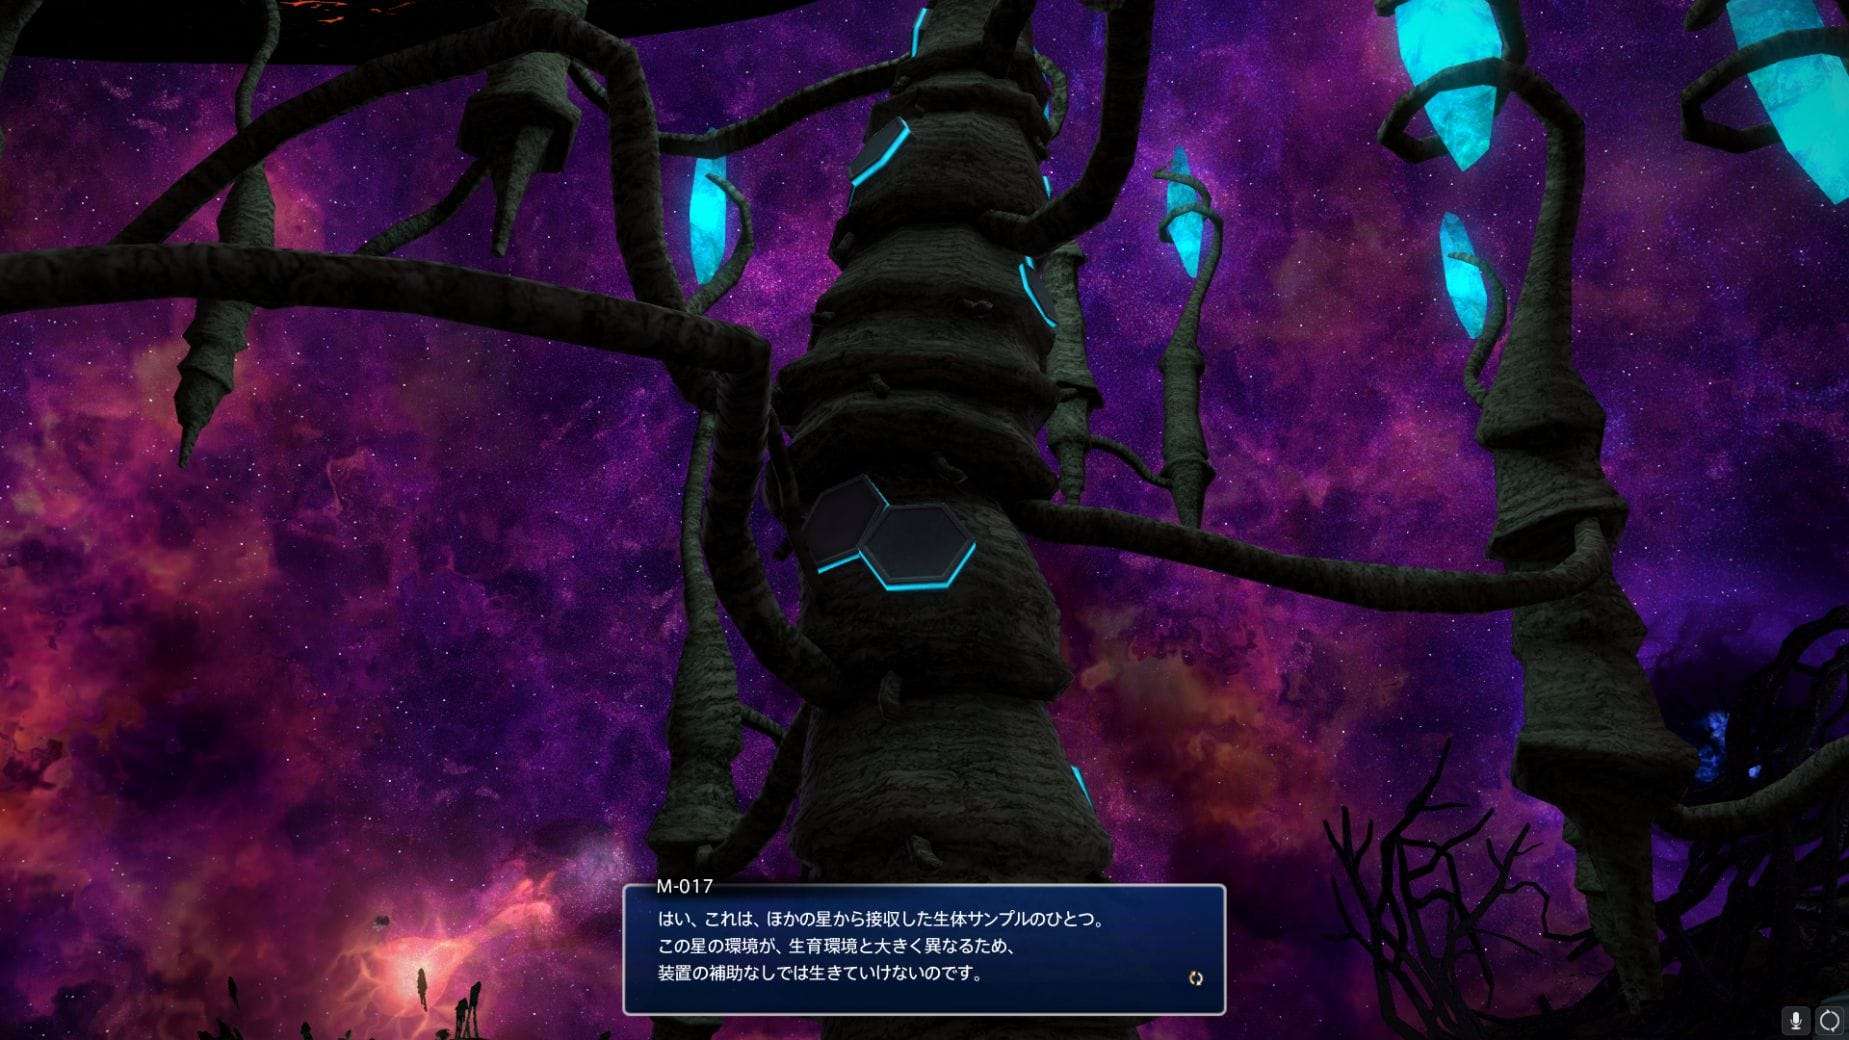 M-017
はい、これは、ほかの星から接収した生体サンプルのひとつ。
この星の環境が、生育環境と大きく異なるため、
装置の補助なしでは生きていけないのです。